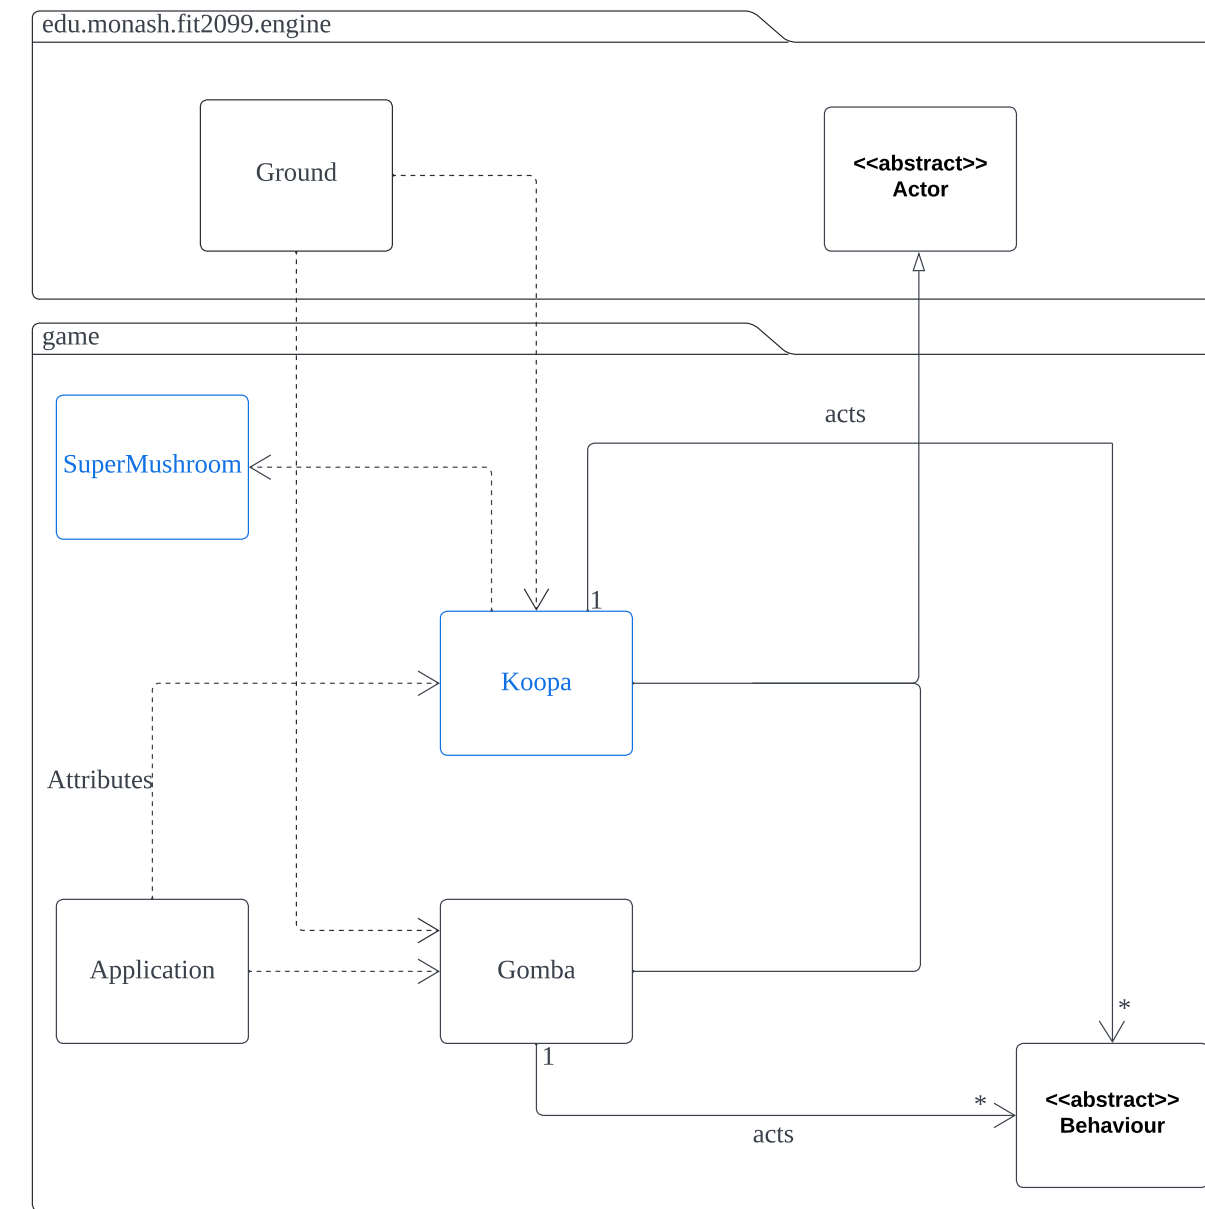 edu.monash.fit2099.engine
Ground
<<abstract>>
Actor
game
acts
SuperMushroom
1
Koopa
Attributes
Application
Gomba
*
1
*
<<abstract>>
Behaviour
acts